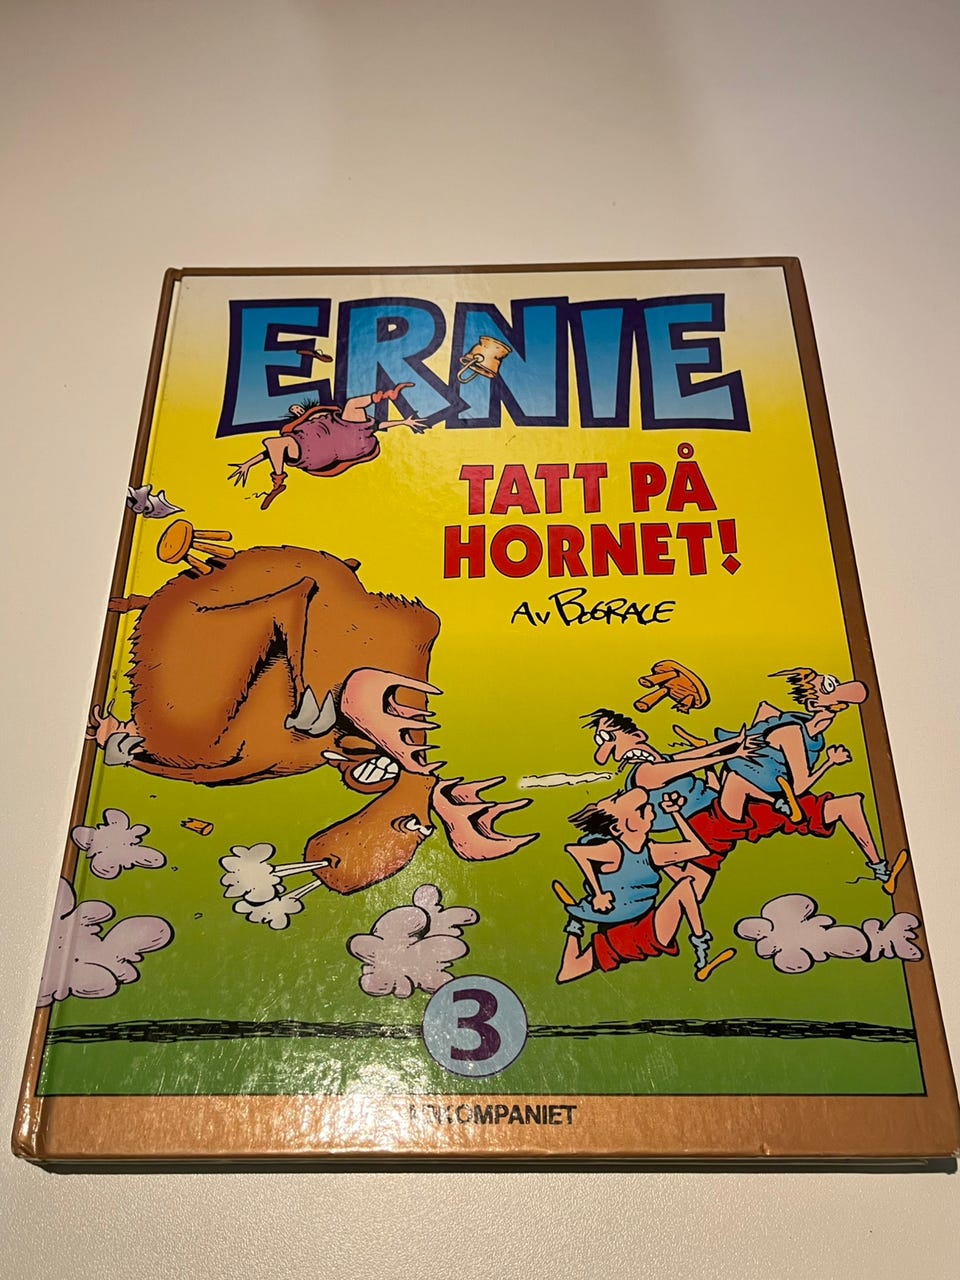 ERNIE
TATT PÅ
HORNET!
Av BUD GRACE
3